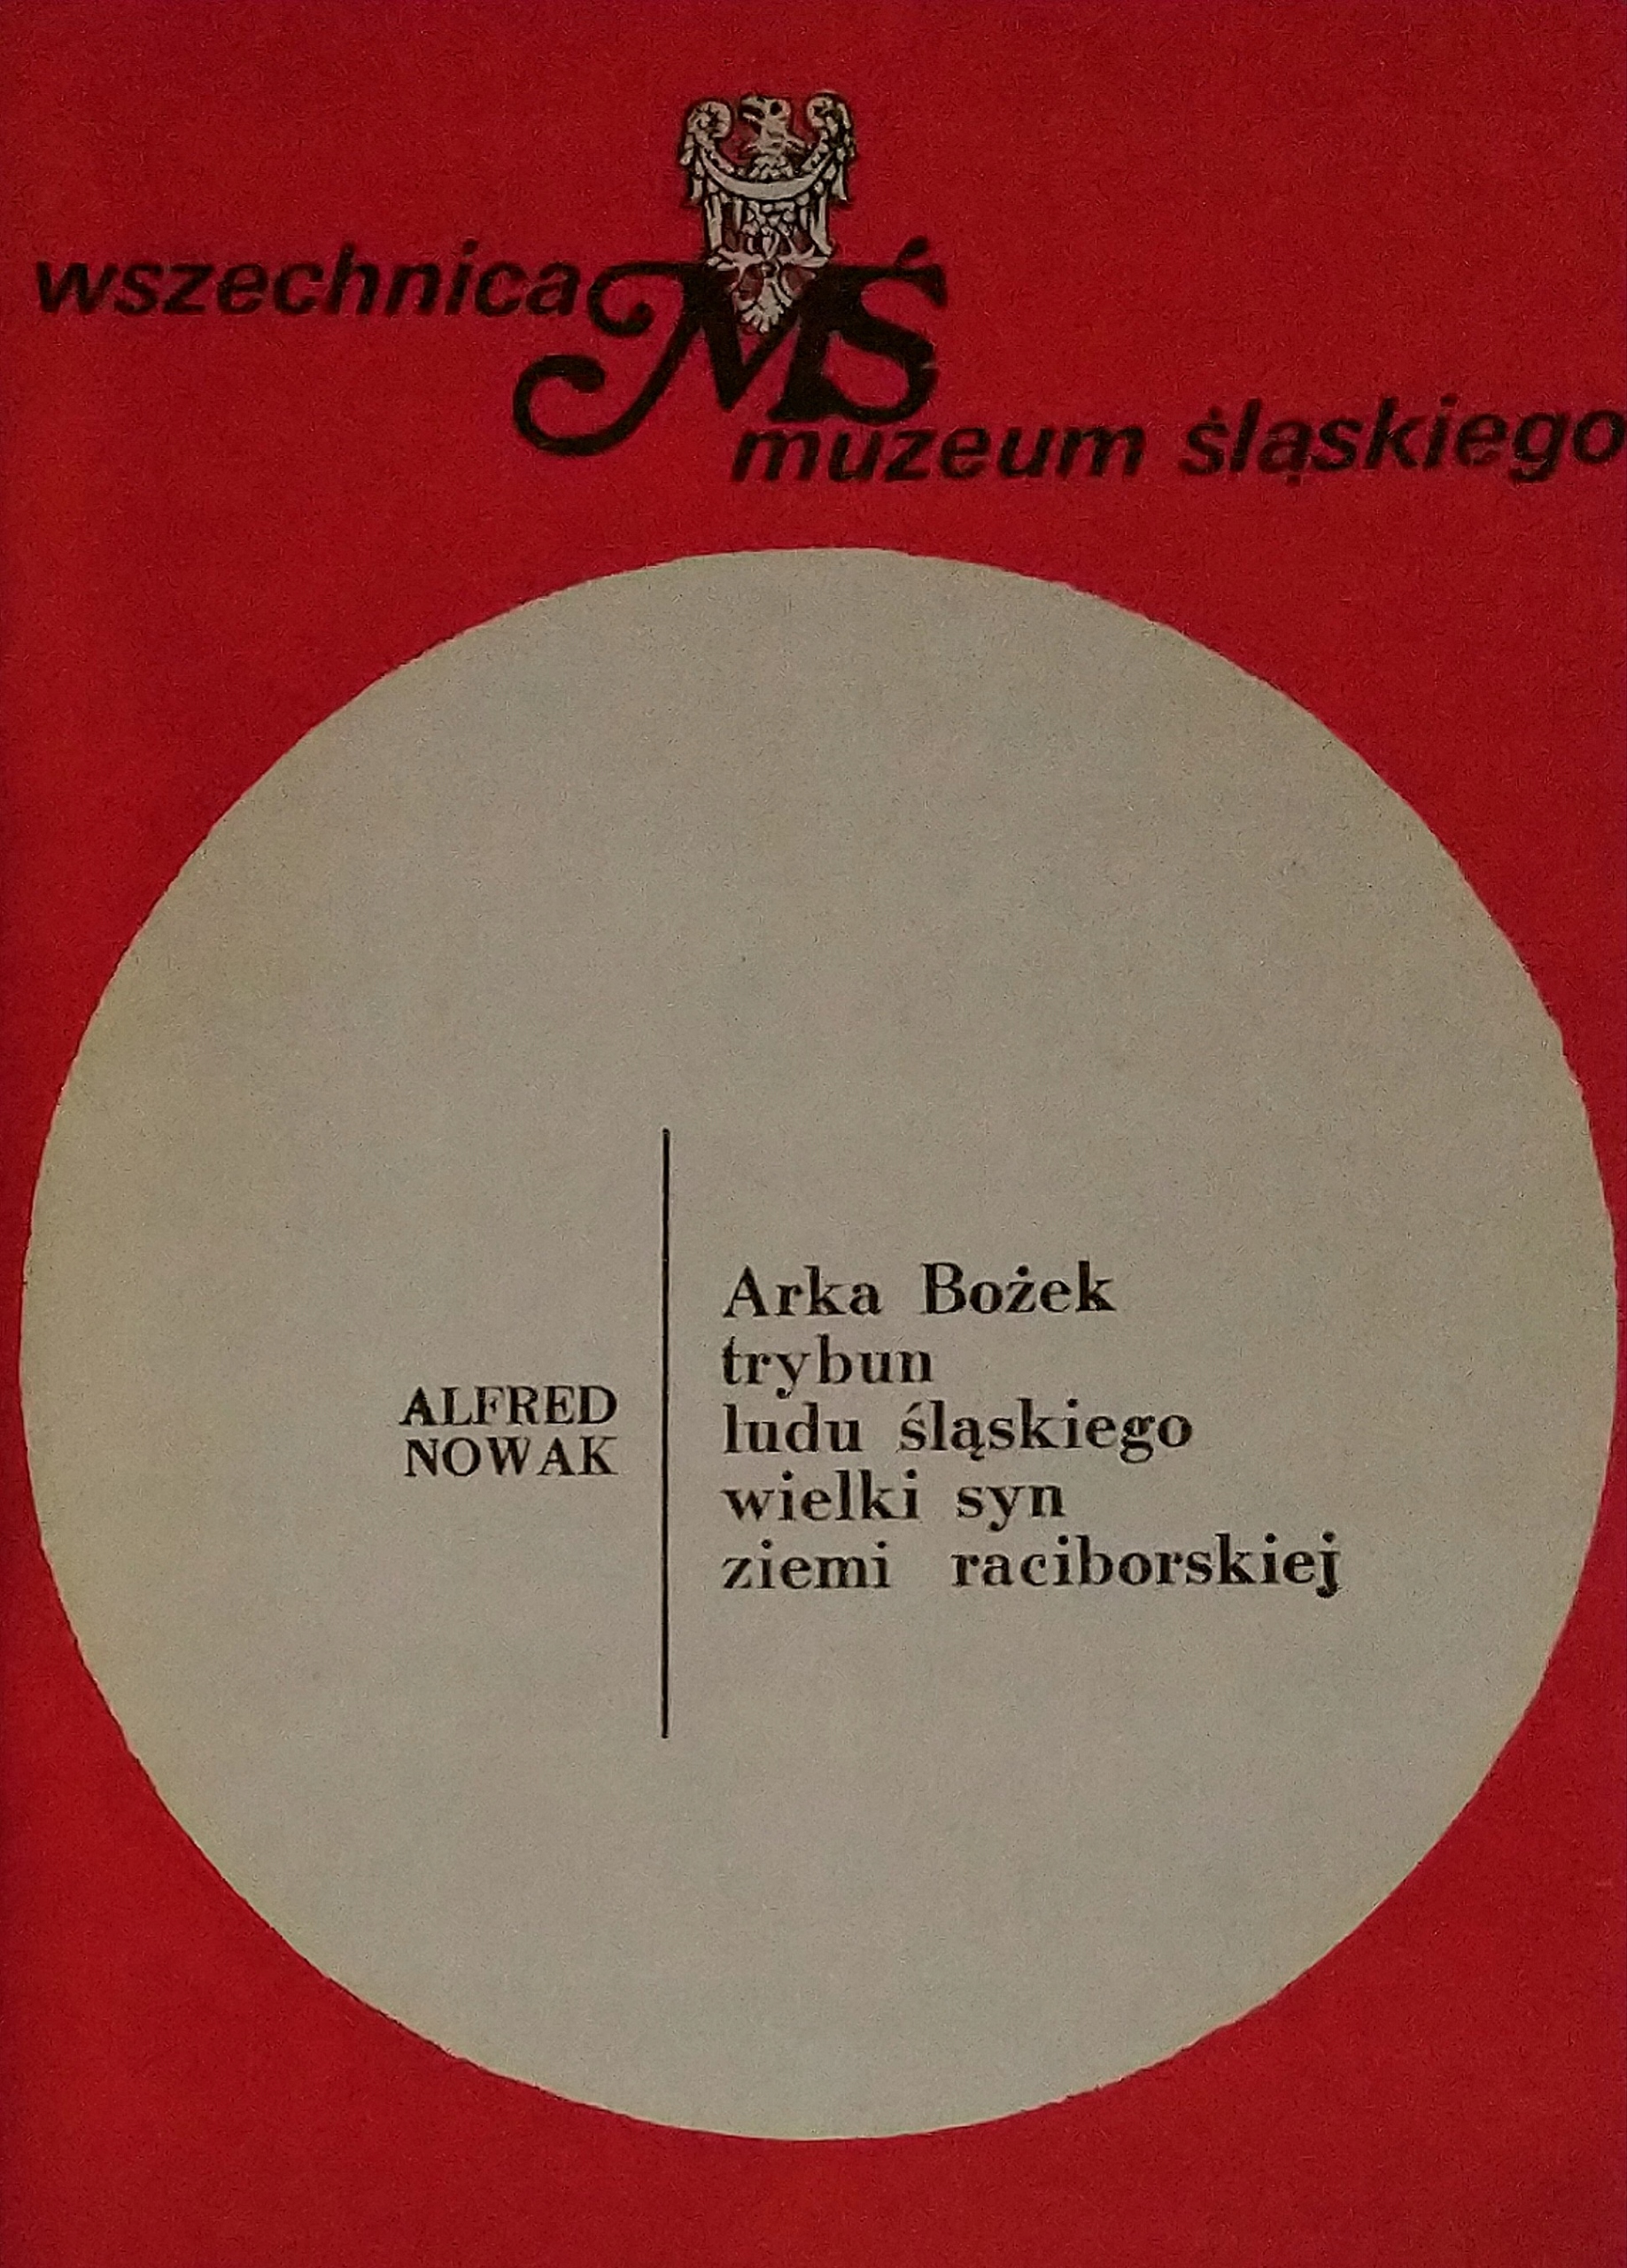 wszechnica
MŚ
muzeum śląskiego
ALFRED
NOWAK
Arka Bożek
trybun
ludu śląskiego
wielki syn
ziemi raciborskiej